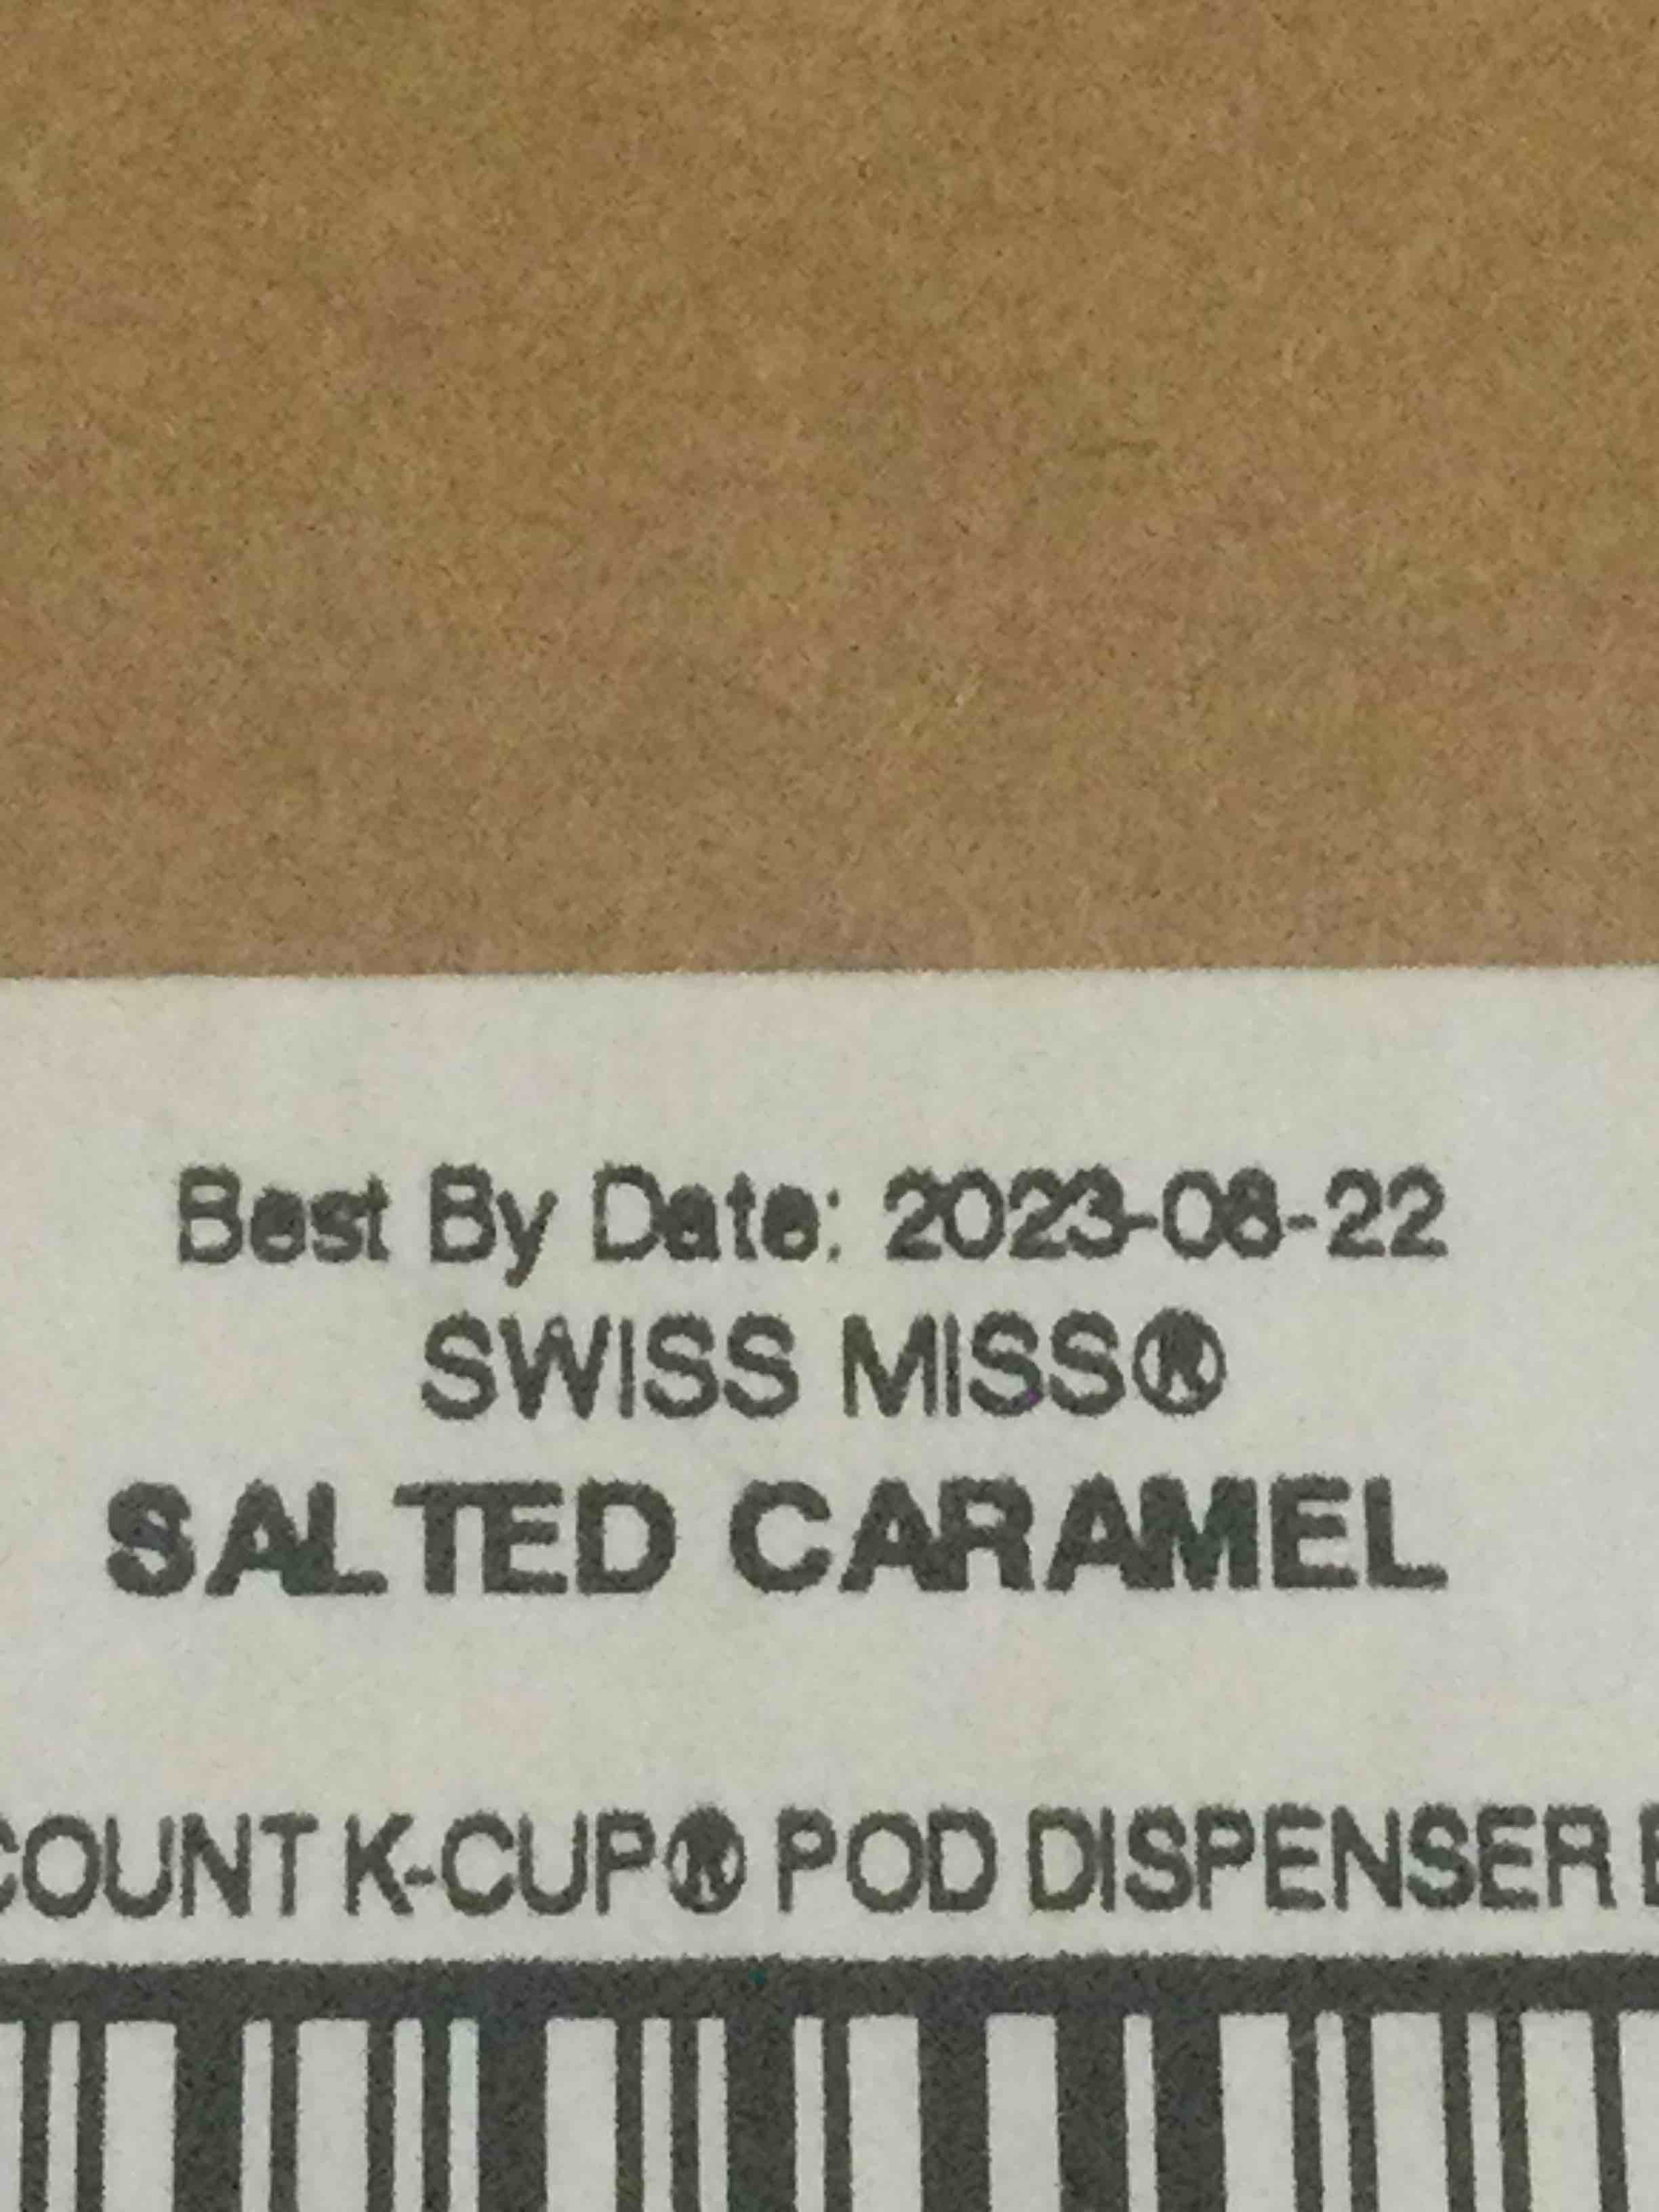 Best By Date: 2023-08-22
SWISS MISS®
SALTED CARAMEL
COUNT K-CUP® POD DISPENSER